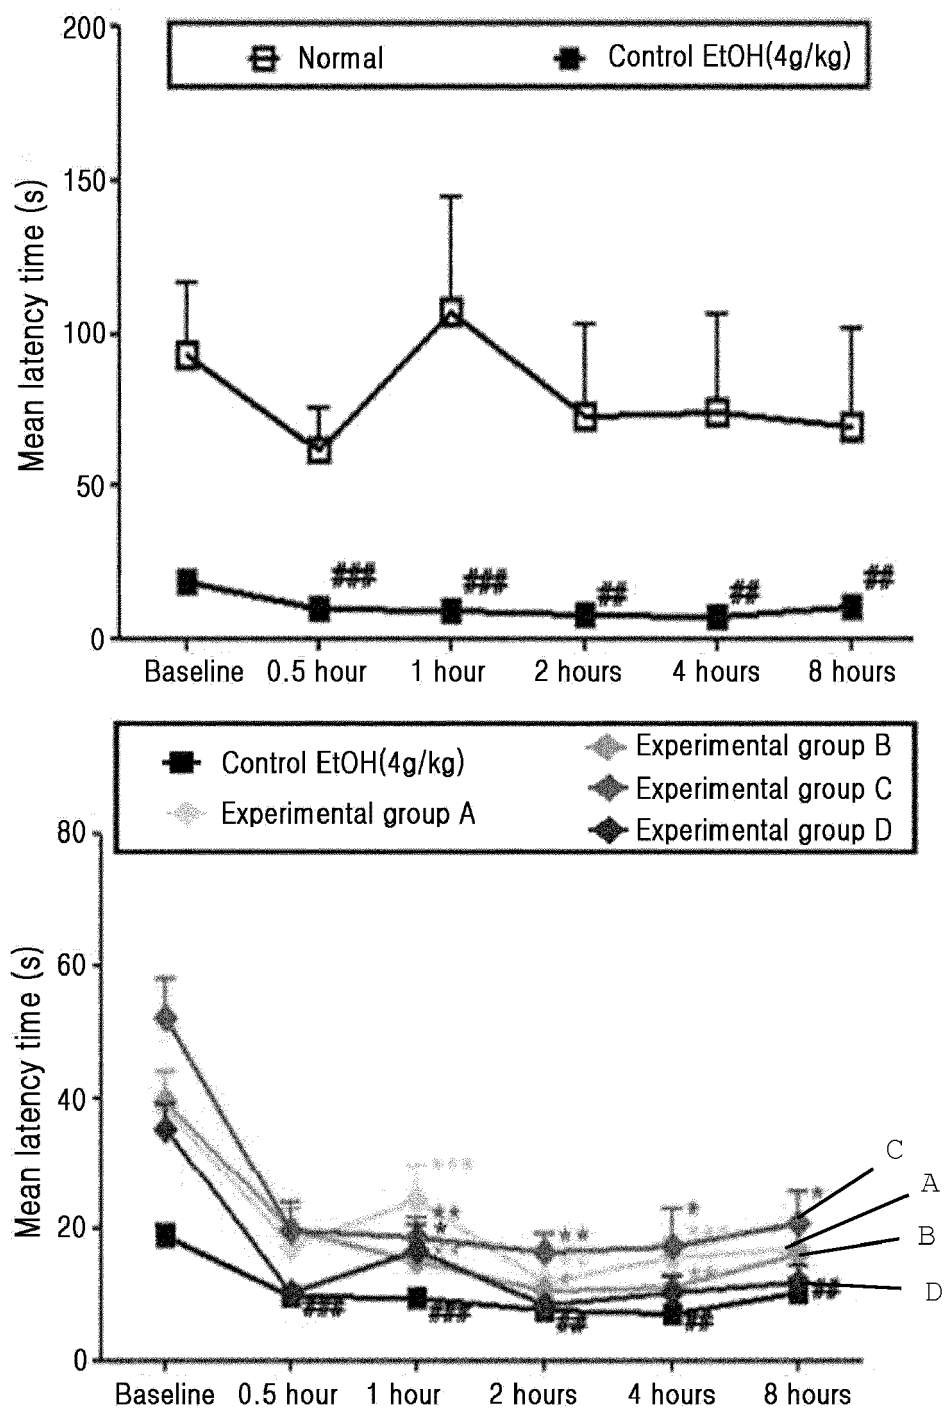 200
Normal
Control EtOH(4g/kg)
150
100
50
0
Mean latency time (s)
###
###
##
##
##
Baseline
0.5 hour
1 hour
2 hours
4 hours
8 hours
Control EtOH(4g/kg)
Experimental group A
Experimental group B
Experimental group C
Experimental group D
80
60
40
20
0
Mean latency time (s)
***
**
*
**
**
*
*
C
A
B
D
###
###
##
##
##
Baseline
0.5 hour
1 hour
2 hours
4 hours
8 hours